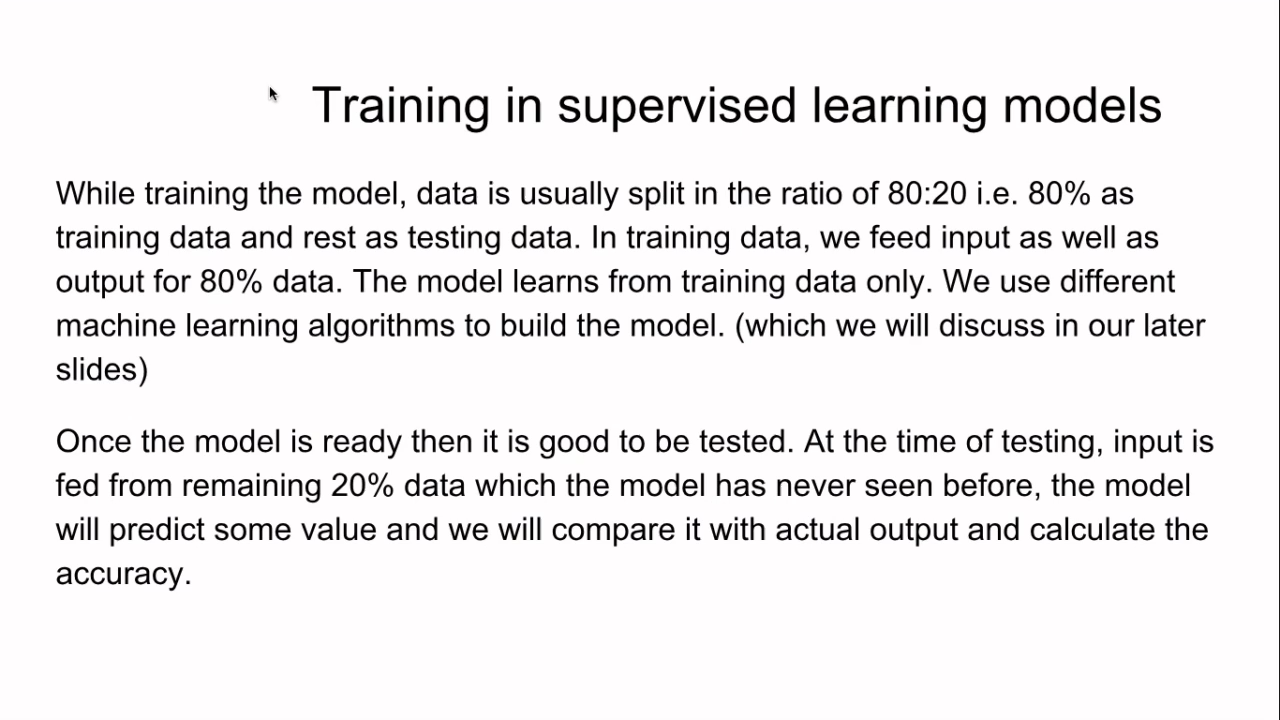 Training in supervised learning models
While training the model, data is usually split in the ratio of 80:20 i.e. 80% as
training data and rest as testing data. In training data, we feed input as well as
output for 80% data. The model learns from training data only. We use different
machine learning algorithms to build the model. (which we will discuss in our later
slides)
Once the model is ready then it is good to be tested. At the time of testing, input is
fed from remaining 20% data which the model has never seen before, the model
will predict some value and we will compare it with actual output and calculate the
accuracy.